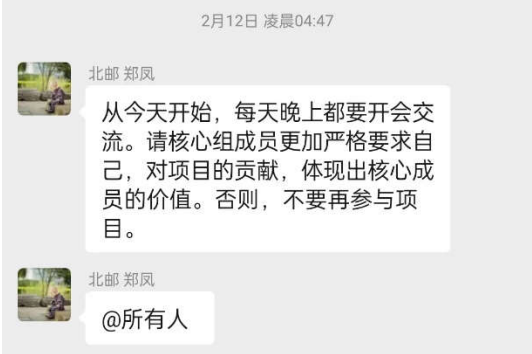 2月12日 凌晨04:47
北邮 郑凤
从今天开始，每天晚上都要开会交
流。请核心组成员更加严格要求自
己，对项目的贡献，体现出核心成
员的价值。否则，不要再参与项
目。
北邮 郑凤
@所有人